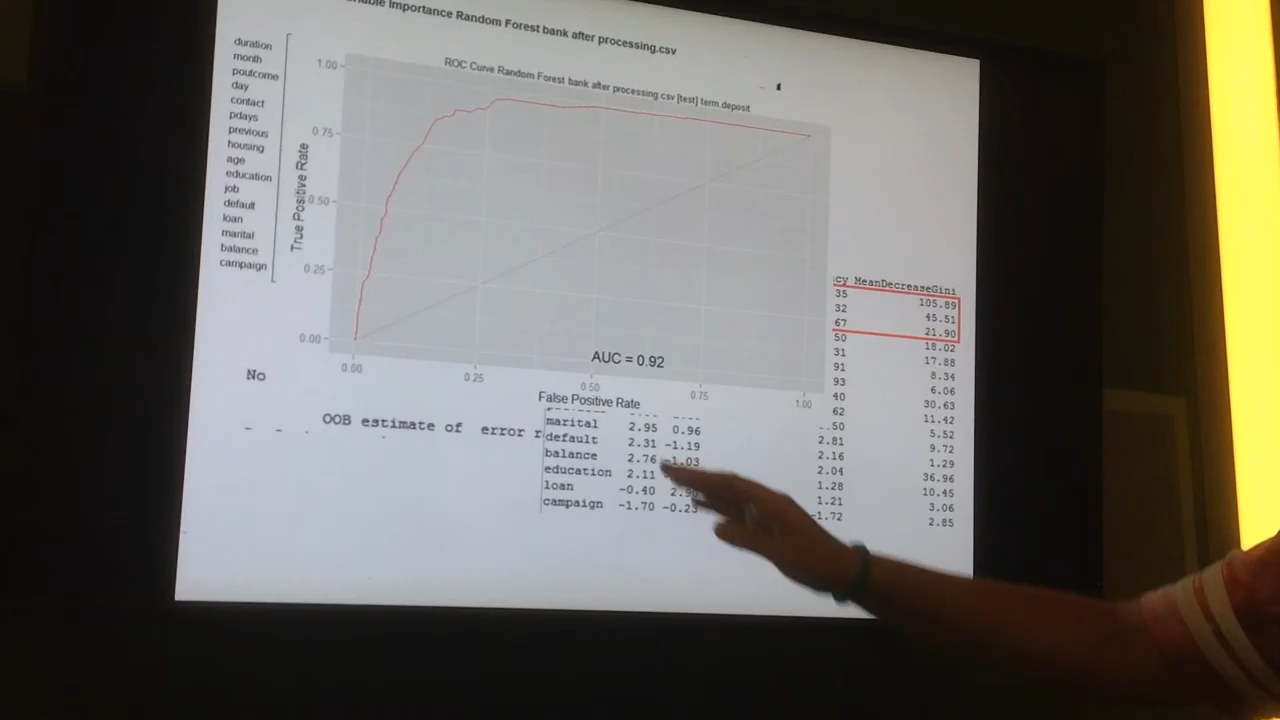 Importance Random Forest bank after processing.csv
ROC Curve Random Forest bank after processing.csv [test] term.deposit
duration
month
poutcome
day
contact
pdays
previous
housing
age
education
job
default
loan
marital
balance
campaign
True Positive Rate
1.00
0.75
0.50
0.25
0.00
0.00 0.25 0.50 0.75 1.00
AUC = 0.92
False Positive Rate
cy MeanDecreaseGini
35 105.89
32 45.51
67 21.90
50 18.02
31 17.88
91 8.34
93 6.06
40 30.63
62 11.42
50 5.52
2.81 9.72
2.16 1.29
2.04 36.96
1.28 10.45
1.21 3.06
-1.72 2.85
No
OOB estimate of error r
marital 2.95 0.96
default 2.31 -1.19
balance 2.76 -1.03
education 2.11
loan -0.40
campaign -1.70 -0.23